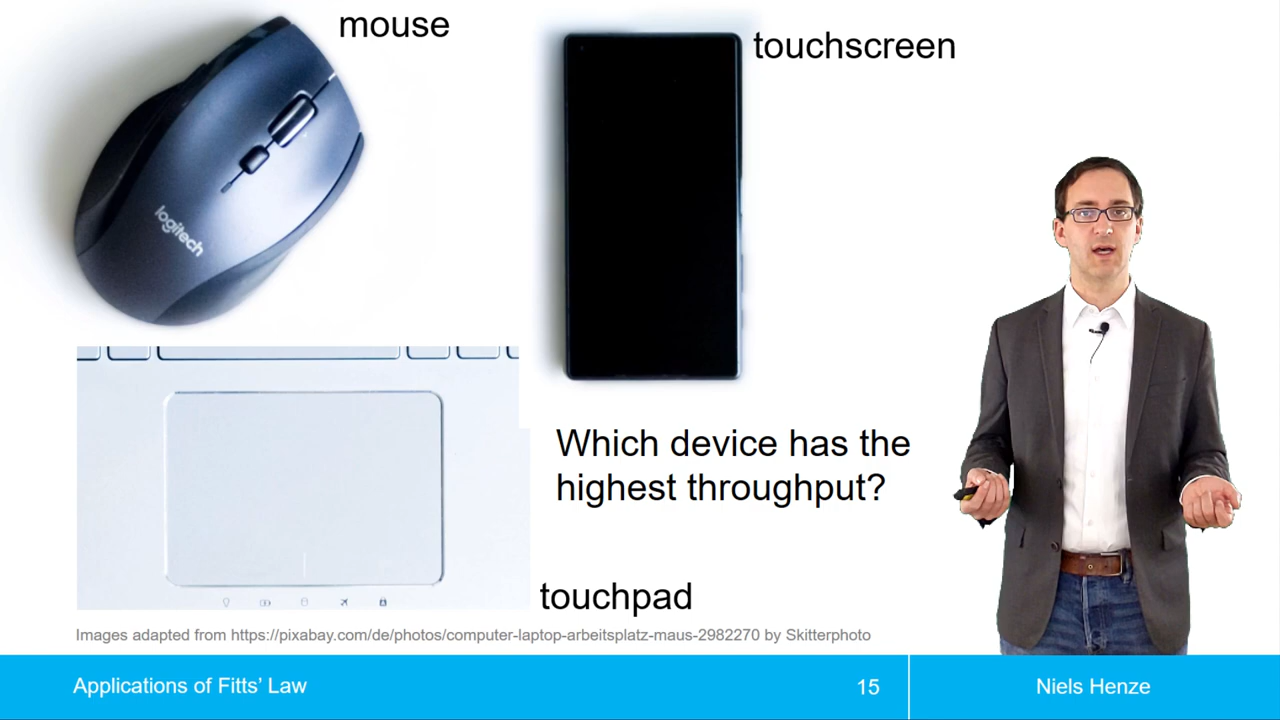 mouse
touchscreen
logitech
Which device has the
highest throughput?
touchpad
Images adapted from https://pixabay.com/de/photos/computer-laptop-arbeitsplatz-maus-2982270 by Skitterphoto
Applications of Fitts’ Law
15
Niels Henze